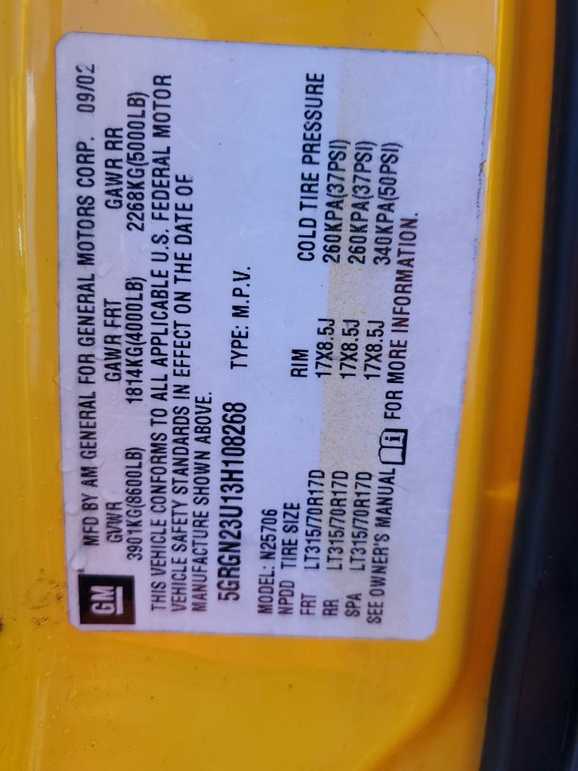 GM
MFD BY AM GENERAL FOR GENERAL MOTORS CORP. 09/02
GVWR GAWR FRT GAWR RR
3901KG(8600LB) 1814KG(4000LB) 2268KG(5000LB)
THIS VEHICLE CONFORMS TO ALL APPLICABLE U.S. FEDERAL MOTOR
VEHICLE SAFETY STANDARDS IN EFFECT ON THE DATE OF
MANUFACTURE SHOWN ABOVE.
5GRGN23U13H108268 TYPE: M.P.V.
MODEL: N25706
NPDD TIRE SIZE RIM COLD TIRE PRESSURE
FRT LT315/70R17D 17X8.5J 260KPA(37PSI)
RR LT315/70R17D 17X8.5J 260KPA(37PSI)
SPA LT315/70R17D 17X8.5J 340KPA(50PSI)
SEE OWNER'S MANUAL i FOR MORE INFORMATION.